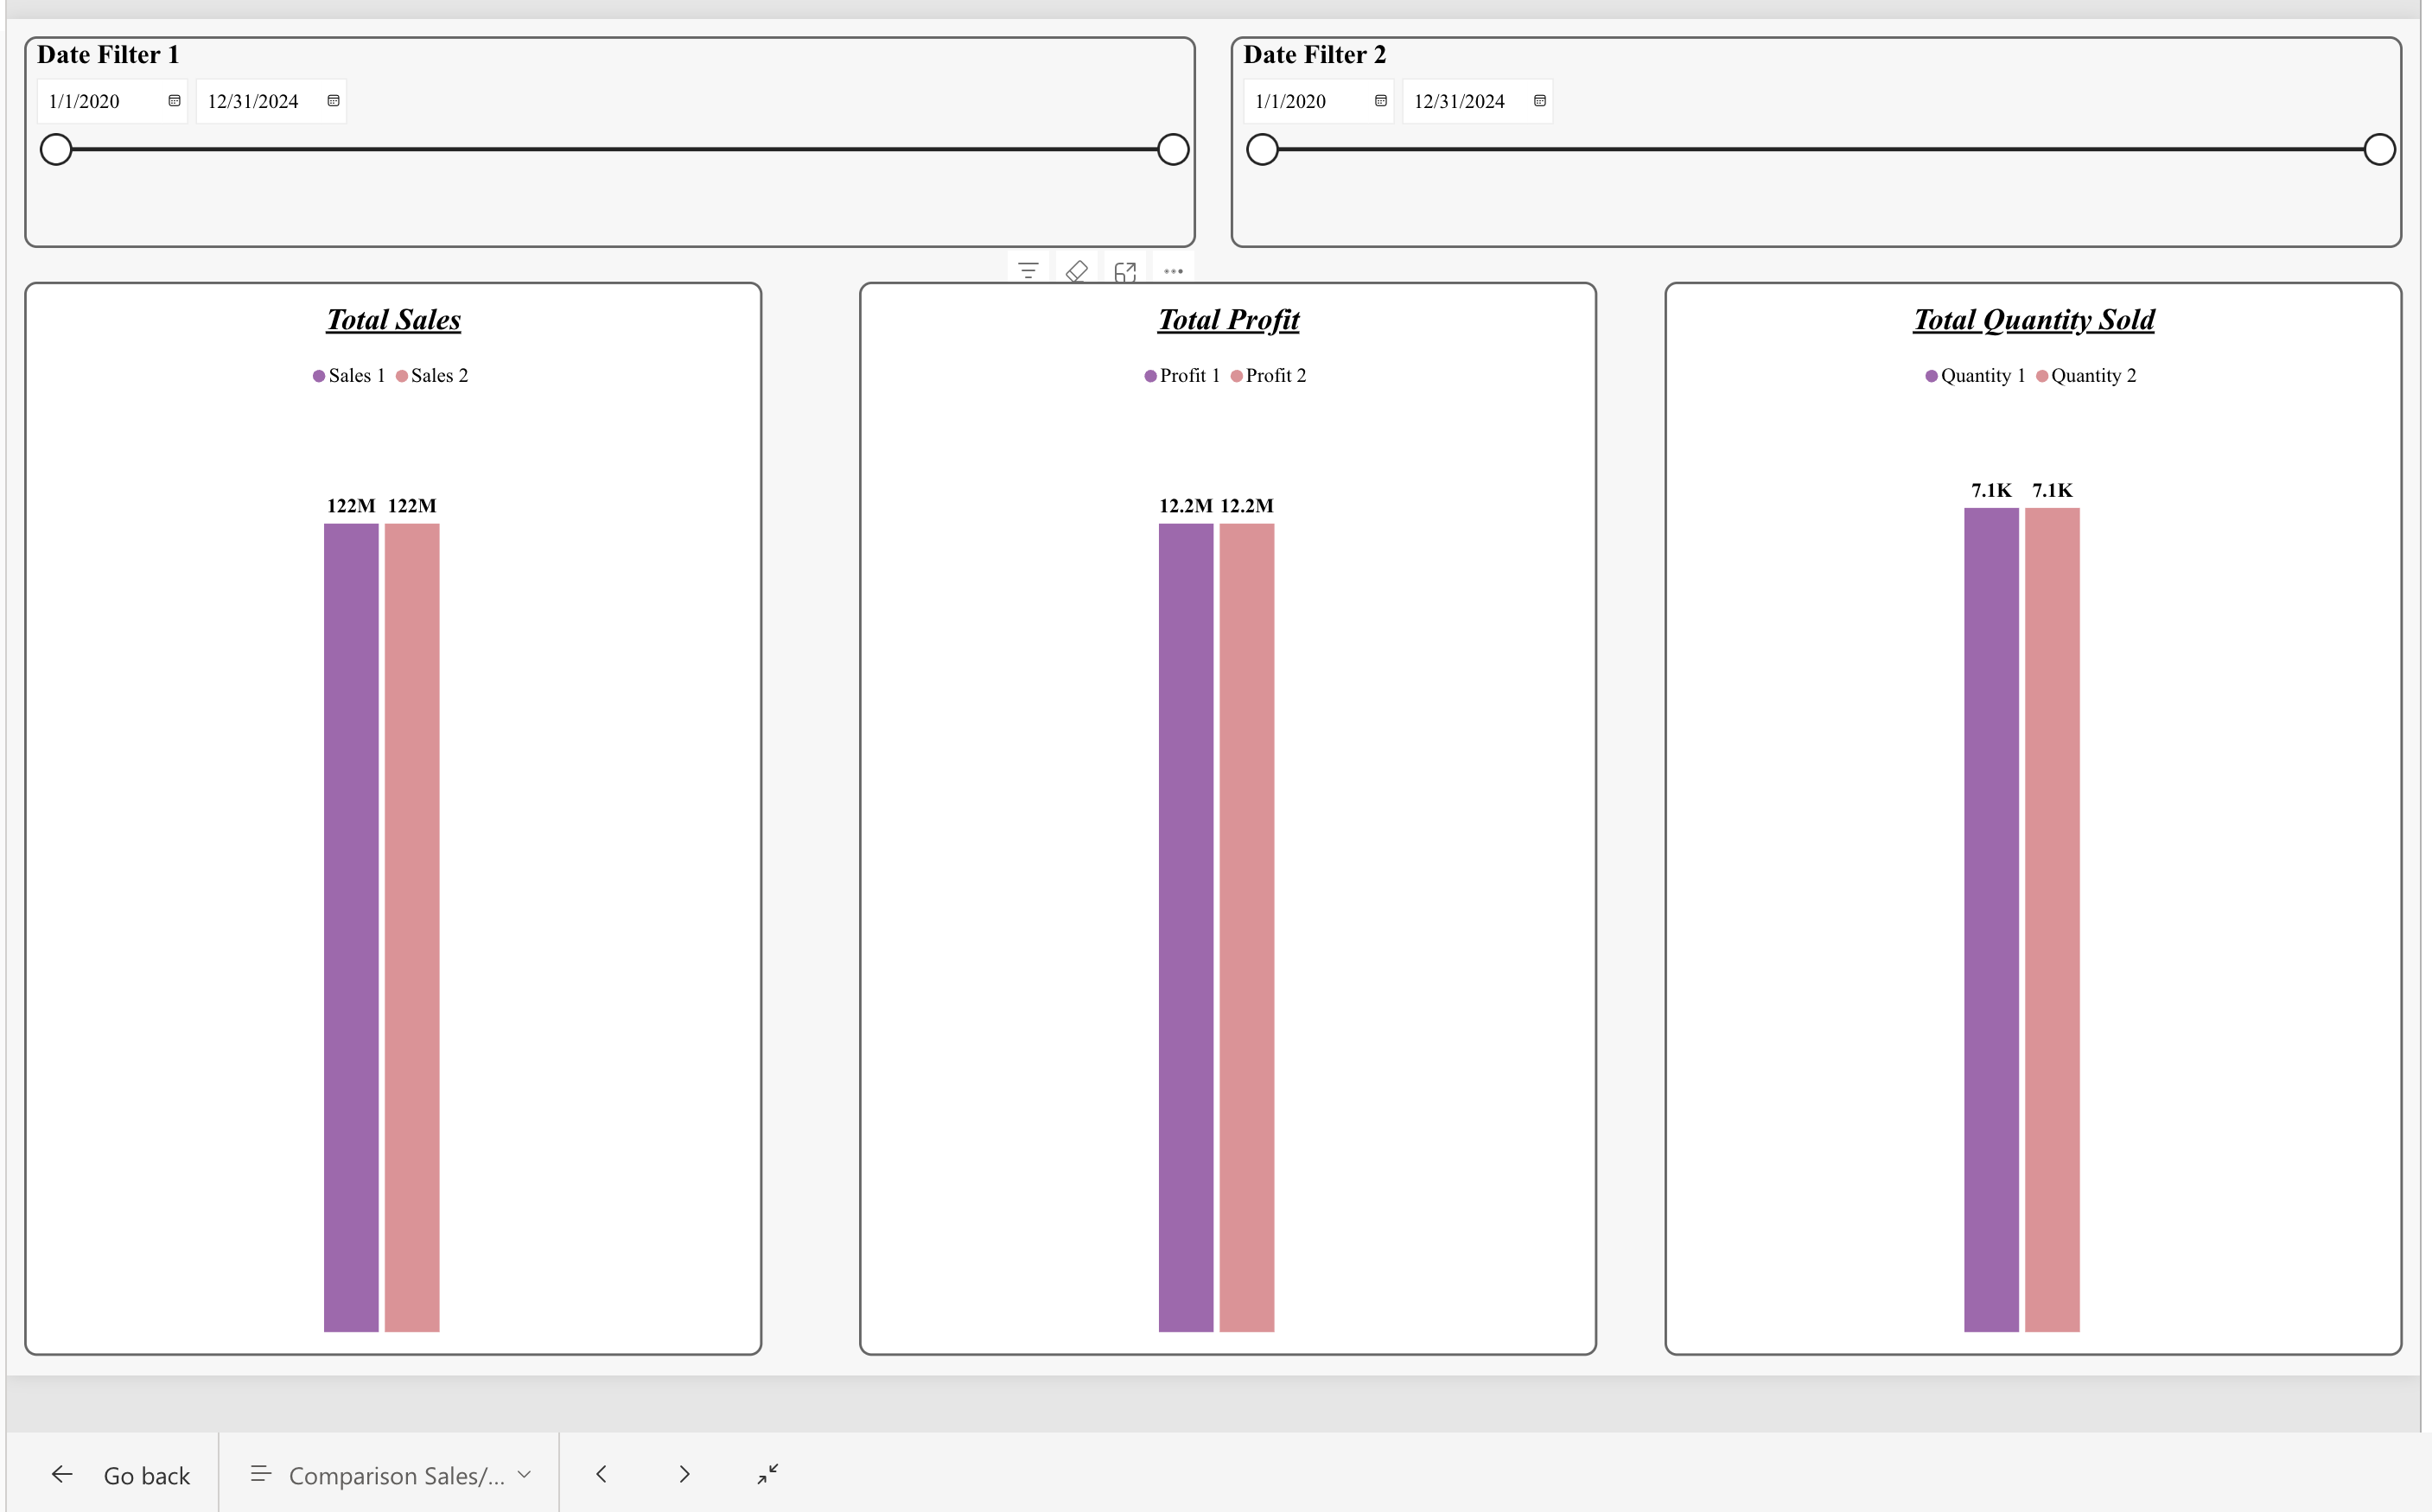 Date Filter 1
1/1/2020 12/31/2024
Date Filter 2
1/1/2020 12/31/2024
Total Sales
Sales 1 Sales 2
122M 122M
Total Profit
Profit 1 Profit 2
12.2M 12.2M
Total Quantity Sold
Quantity 1 Quantity 2
7.1K 7.1K
Go back
Comparison Sales/...